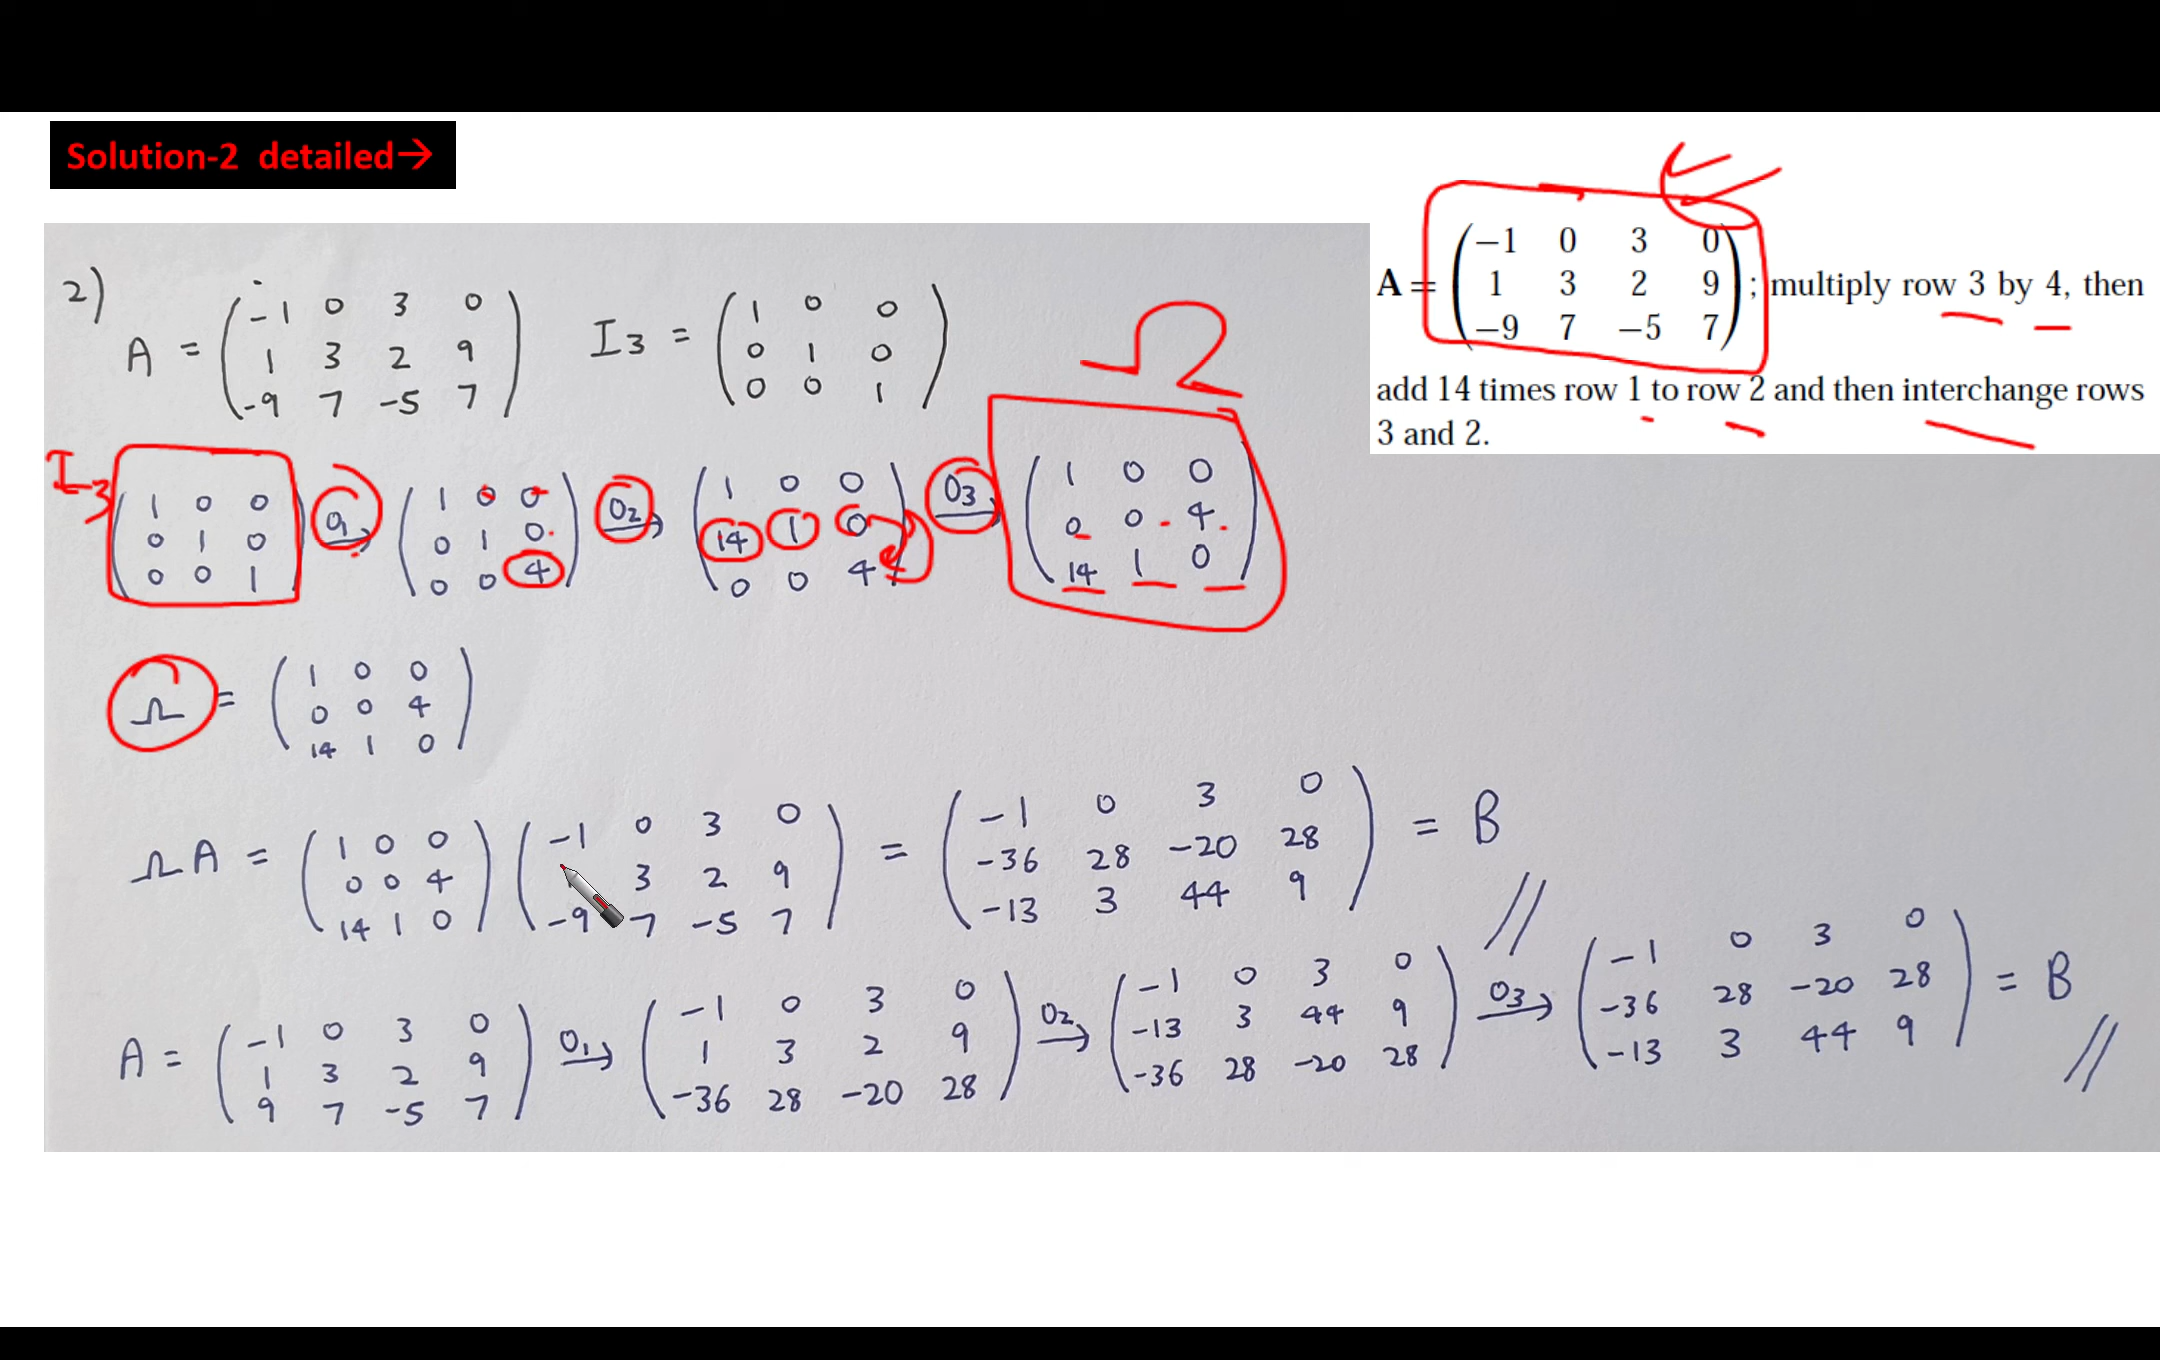 Solution-2 detailed→
A = (-1 0 3 0
1 3 2 9
-9 7 -5 7) ; multiply row 3 by 4, then
add 14 times row 1 to row 2 and then interchange rows
3 and 2.
2)
A = (-1 0 3 0
1 3 2 9
-9 7 -5 7)
I3 = (1 0 0
0 1 0
0 0 1)
Ω
I3
(1 0 0
0 1 0
0 0 1)
O1→
(1 0 0
0 1 0
0 0 4)
O2→
(1 0 0
14 1 0
0 0 4)
O3→
(1 0 0
0 0 4
14 1 0)
Ω = (1 0 0
0 0 4
14 1 0)
ΩA = (1 0 0
0 0 4
14 1 0)
(-1 0 3 0
3 2 9
-9 7 -5 7)
= (-1 0 3 0
-36 28 -20 28
-13 3 44 9) = B //
A = (-1 0 3 0
1 3 2 9
9 7 -5 7)
O1→
(-1 0 3 0
1 3 2 9
-36 28 -20 28)
O2→
(-1 0 3 0
-13 3 44 9
-36 28 -20 28)
O3→
(-1 0 3 0
-36 28 -20 28
-13 3 44 9) = B //